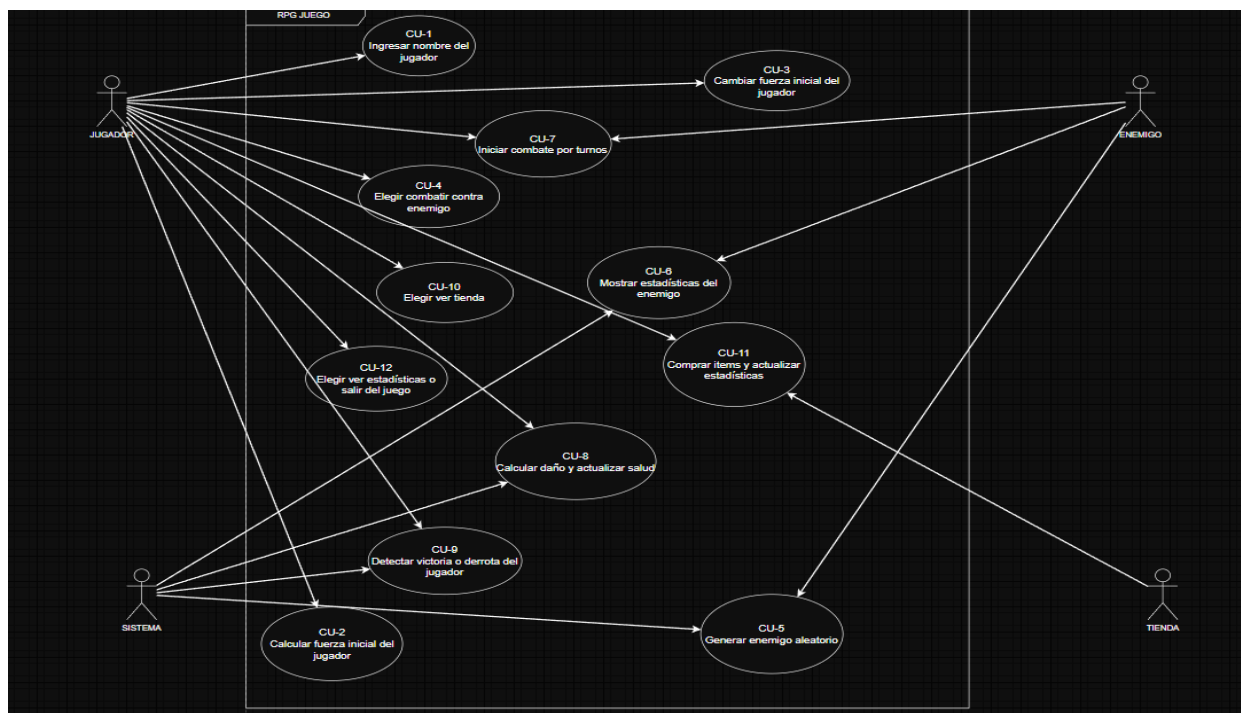 RPG JUEGO
CU-1
Ingresar nombre del
jugador
CU-3
Cambiar fuerza inicial del
jugador
JUGADOR
ENEMIGO
CU-7
Iniciar combate por turnos
CU-4
Elegir combatir contra
enemigo
CU-6
Mostrar estadísticas del
enemigo
CU-10
Elegir ver tienda
CU-11
Comprar items y actualizar
estadísticas
CU-12
Elegir ver estadísticas o
salir del juego
CU-8
Calcular daño y actualizar salud
CU-9
Detectar victoria o derrota del
jugador
SISTEMA
TIENDA
CU-5
Generar enemigo aleatorio
CU-2
Calcular fuerza inicial del
jugador